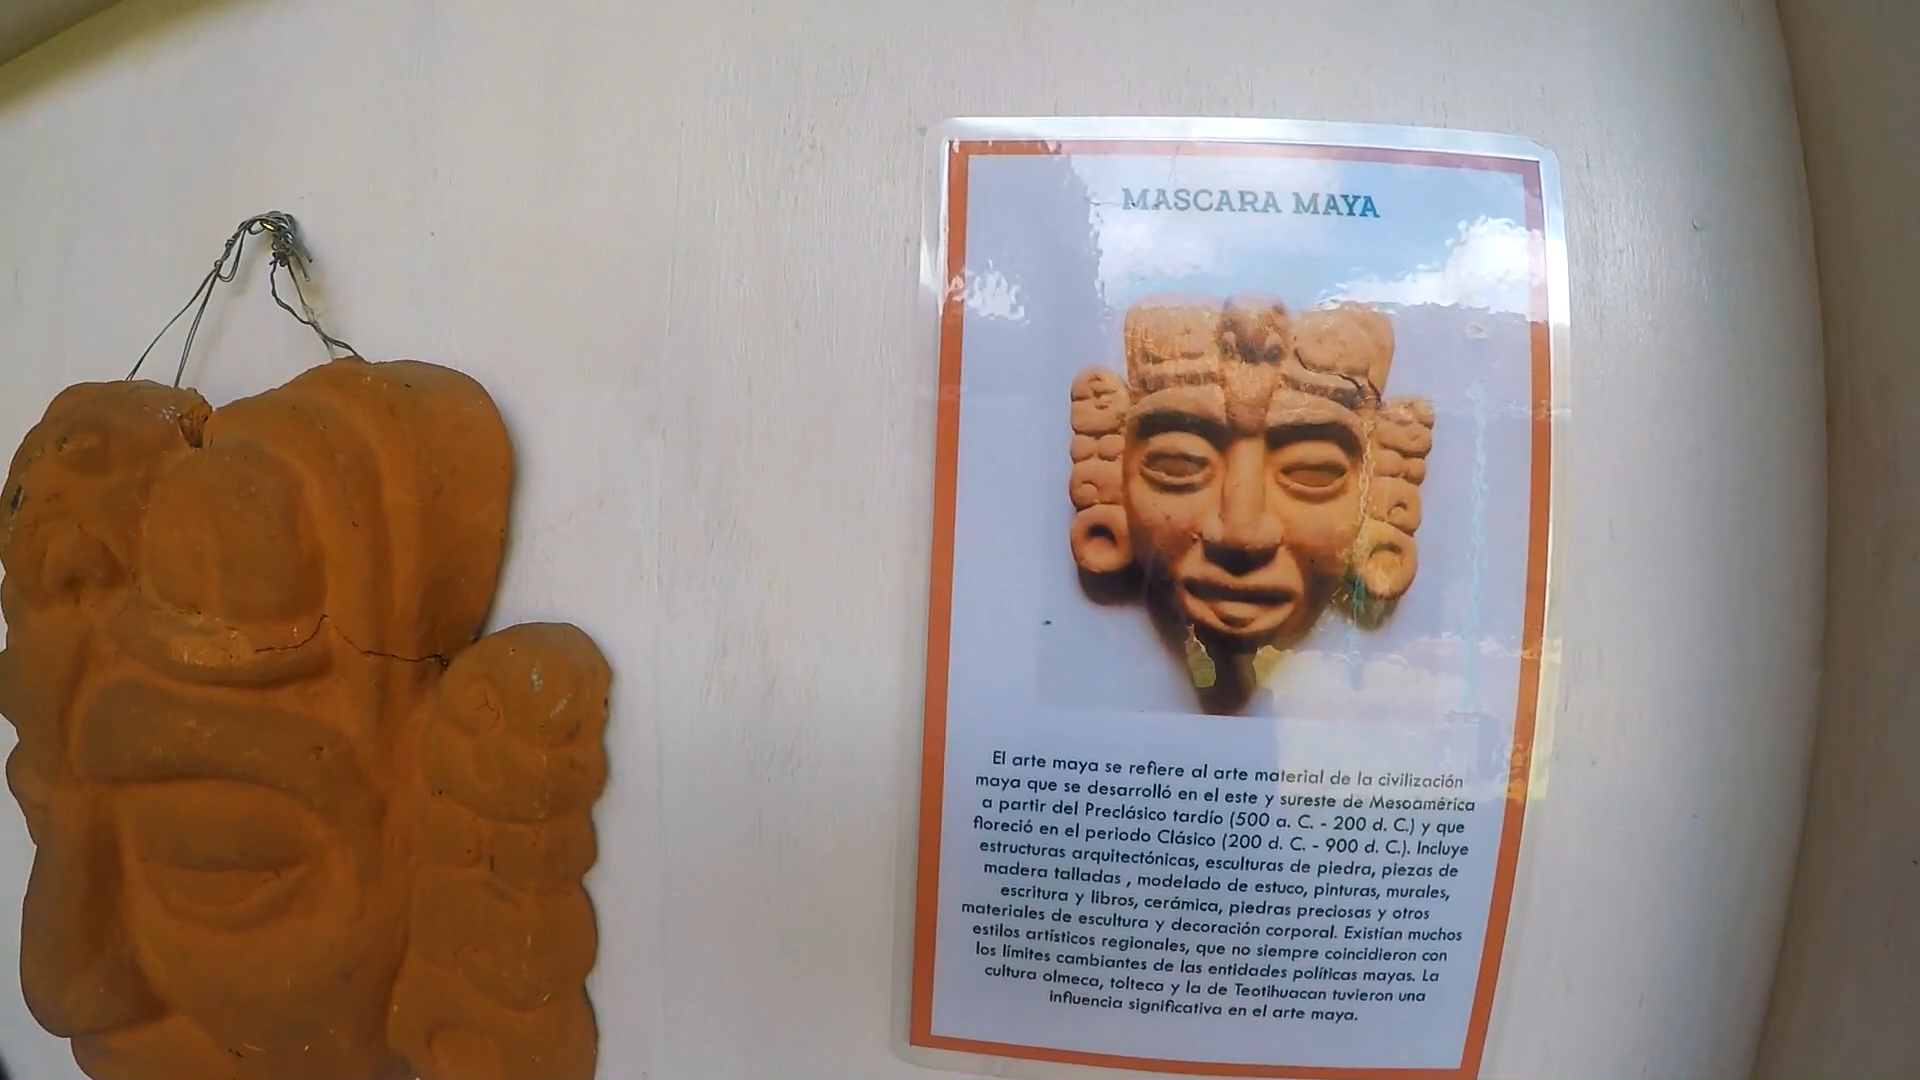 MASCARA MAYA
El arte maya se refiere al arte material de la civilización
maya que se desarrolló en el este y sureste de Mesoamérica
a partir del Preclásico tardío (500 a. C. - 200 d. C.) y que
floreció en el periodo Clásico (200 d. C. - 900 d. C.). Incluye
estructuras arquitectónicas, esculturas de piedra, piezas de
madera talladas , modelado de estuco, pinturas, murales,
escritura y libros, cerámica, piedras preciosas y otros
materiales de escultura y decoración corporal. Existían muchos
estilos artísticos regionales, que no siempre coincidieron con
los límites cambiantes de las entidades políticas mayas. La
cultura olmeca, tolteca y la de Teotihuacan tuvieron una
influencia significativa en el arte maya.